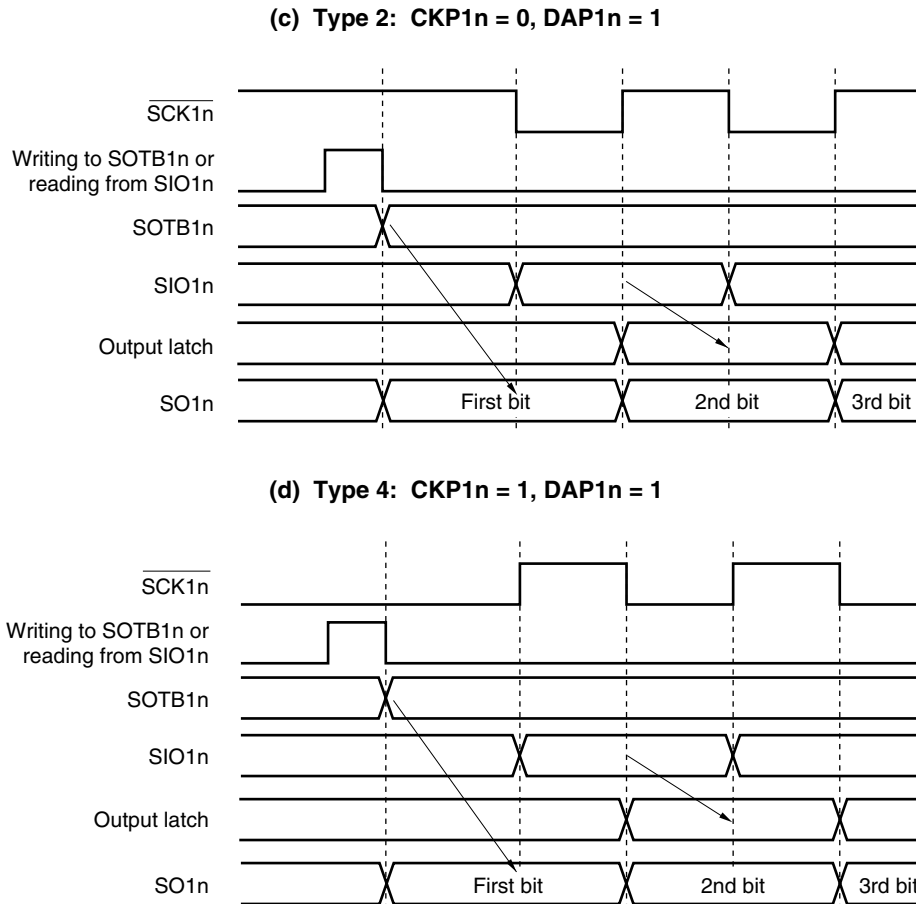 (c) Type 2: CKP1n = 0, DAP1n = 1
SCK1n
Writing to SOTB1n or
reading from SIO1n
SOTB1n
SIO1n
Output latch
SO1n
First bit
2nd bit
3rd bit
(d) Type 4: CKP1n = 1, DAP1n = 1
SCK1n
Writing to SOTB1n or
reading from SIO1n
SOTB1n
SIO1n
Output latch
SO1n
First bit
2nd bit
3rd bit